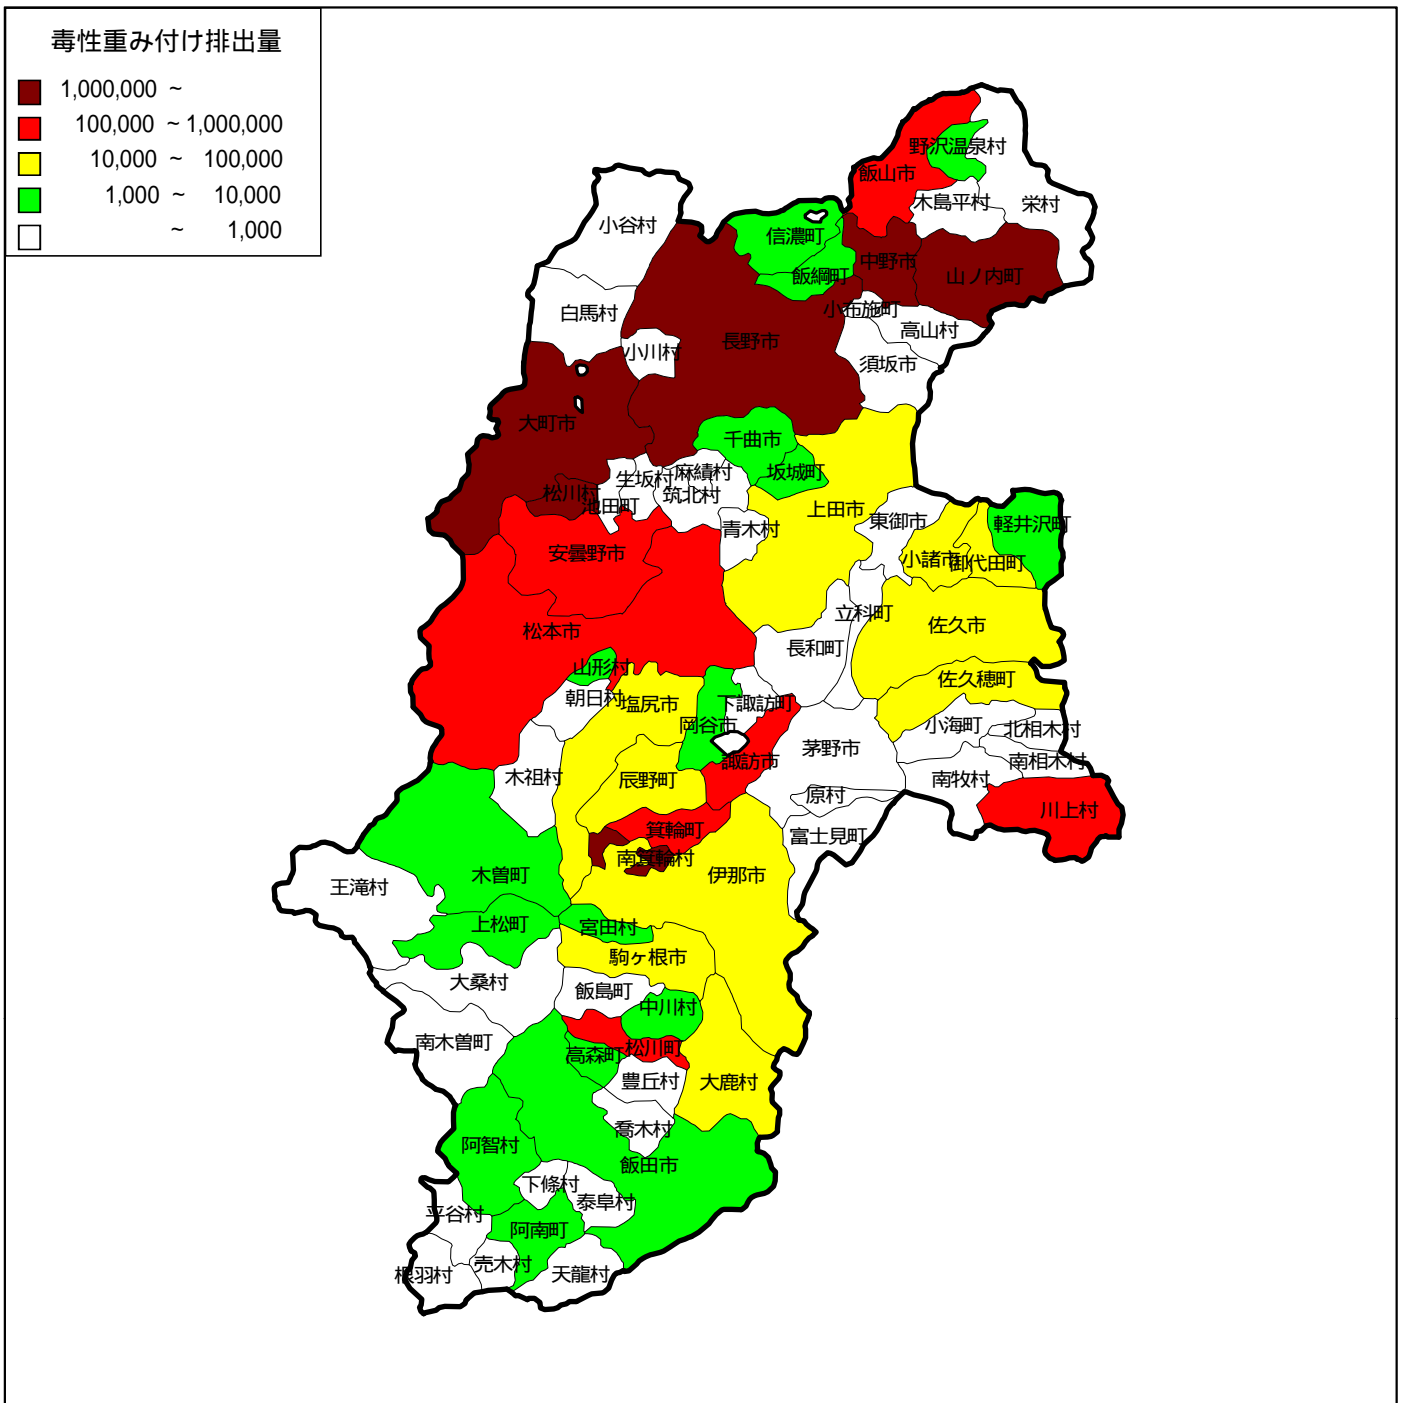 毒性重み付け排出量
1,000,000 ~
100,000 ~ 1,000,000
10,000 ~ 100,000
1,000 ~ 10,000
~ 1,000
野沢温泉村
飯山市
木島平村
栄村
小谷村
信濃町
中野市
飯綱町
山ノ内町
白馬村
小布施町
高山村
長野市
小川村
須坂市
大町市
千曲市
坂城町
麻績村
生坂村
松川村
筑北村
池田町
上田市
東御市
軽井沢町
青木村
安曇野市
小諸市
御代田町
立科町
佐久市
松本市
長和町
山形村
佐久穂町
朝日村
塩尻市
下諏訪町
岡谷市
小海町
北相木村
茅野市
諏訪市
南相木村
木祖村
辰野町
南牧村
原村
川上村
箕輪町
富士見町
南箕輪村
木曽町
伊那市
王滝村
上松町
宮田村
駒ヶ根市
大桑村
飯島町
中川村
南木曽町
松川町
高森町
豊丘村
大鹿村
喬木村
阿智村
飯田市
下條村
泰阜村
平谷村
阿南町
売木村
天龍村
根羽村